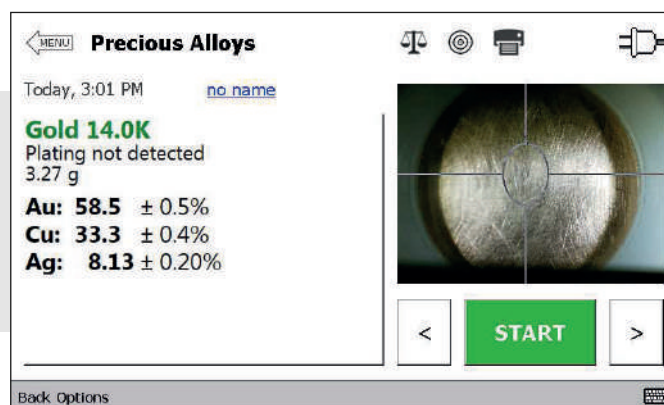 MENU Precious Alloys
Today, 3:01 PM no name
Gold 14.0K
Plating not detected
3.27 g
Au: 58.5 ± 0.5%
Cu: 33.3 ± 0.4%
Ag: 8.13 ± 0.20%
< START >
Back Options